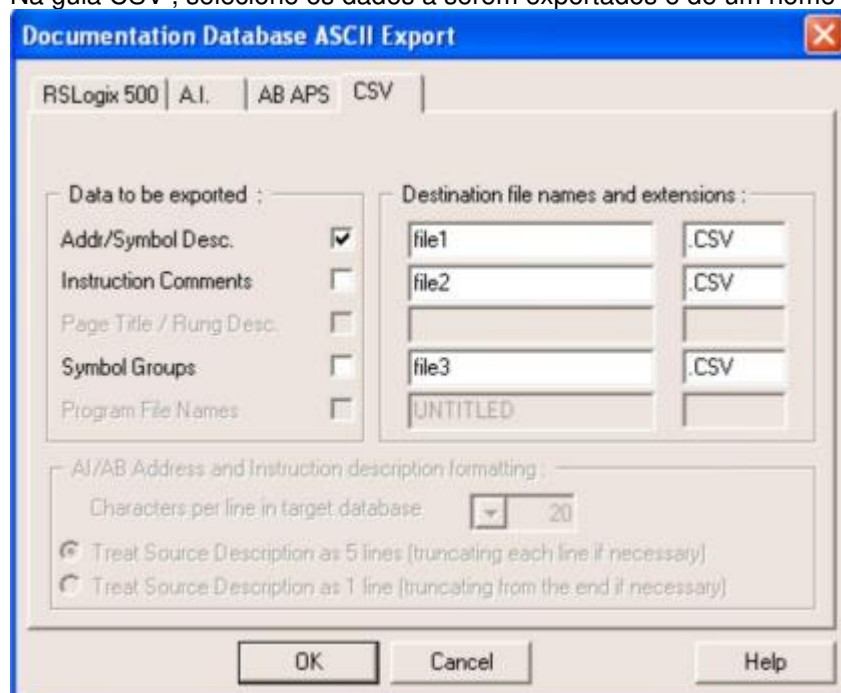 Na guia CSV , selecione os dados a serem exportados e dê um nome
Documentation Database ASCII Export
RSLogix 500 A.I. AB APS CSV
Data to be exported : Destination file names and extensions :
Addr/Symbol Desc. file1 .CSV
Instruction Comments file2 .CSV
Page Title / Rung Desc.
Symbol Groups file3 .CSV
Program File Names UNTITLED
AI/AB Address and Instruction description formatting :
Characters per line in target database 20
Treat Source Description as 5 lines (truncating each line if necessary)
Treat Source Description as 1 line (truncating from the end if necessary)
OK Cancel Help